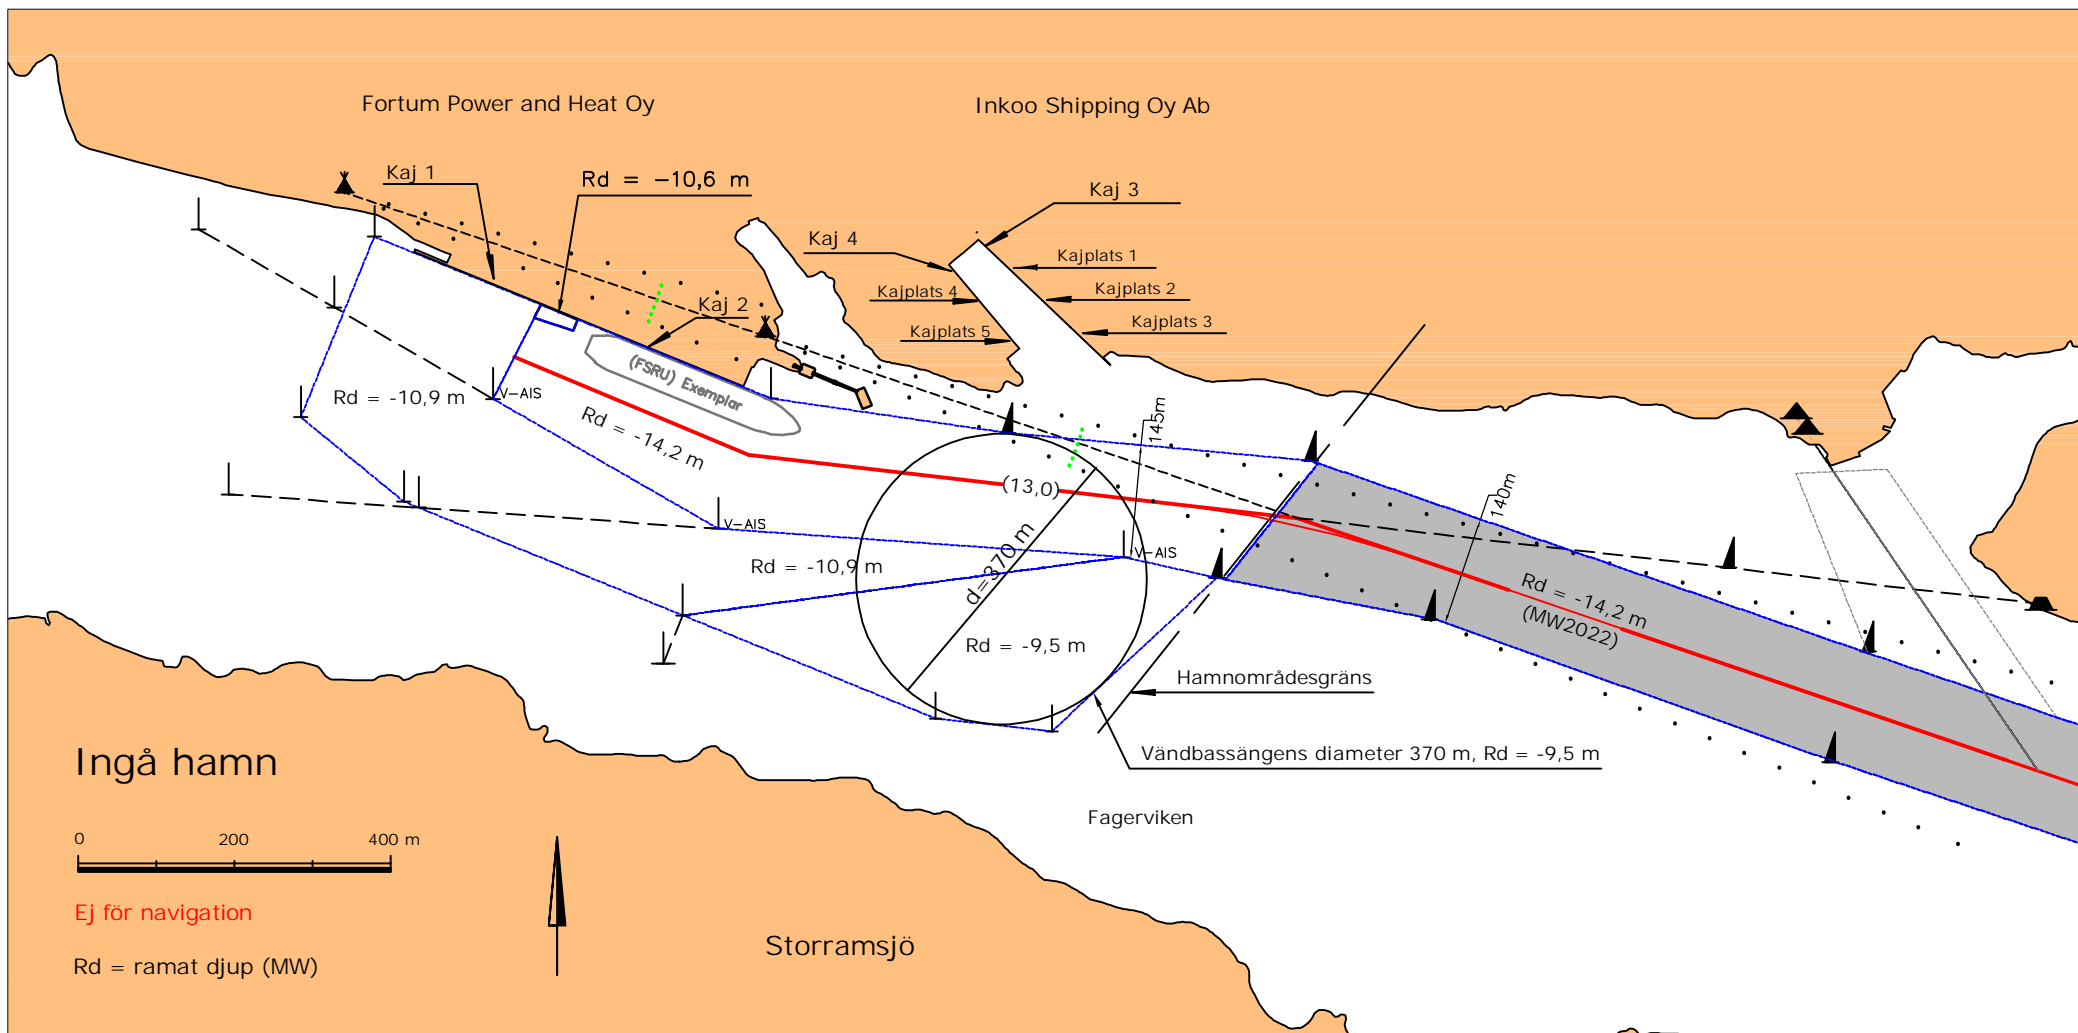 Fortum Power and Heat Oy
Inkoo Shipping Oy Ab
Kaj 1
Rd = -10,6 m
Kaj 3
Kaj 4
Kajplats 1
Kajplats 4
Kajplats 2
Kaj 2
Kajplats 5
Kajplats 3
(FSRU) Exemplar
Rd = -10,9 m
V-AIS
Rd = -14,2 m
145m
(13,0)
140m
V-AIS
V-AIS
Rd = -10,9 m
d=370 m
Rd = -14,2 m
(MW2022)
Rd = -9,5 m
Hamnområdesgräns
Vändbassängens diameter 370 m, Rd = -9,5 m
Ingå hamn
Fagerviken
0 200 400 m
Ej för navigation
Storramsjö
Rd = ramat djup (MW)